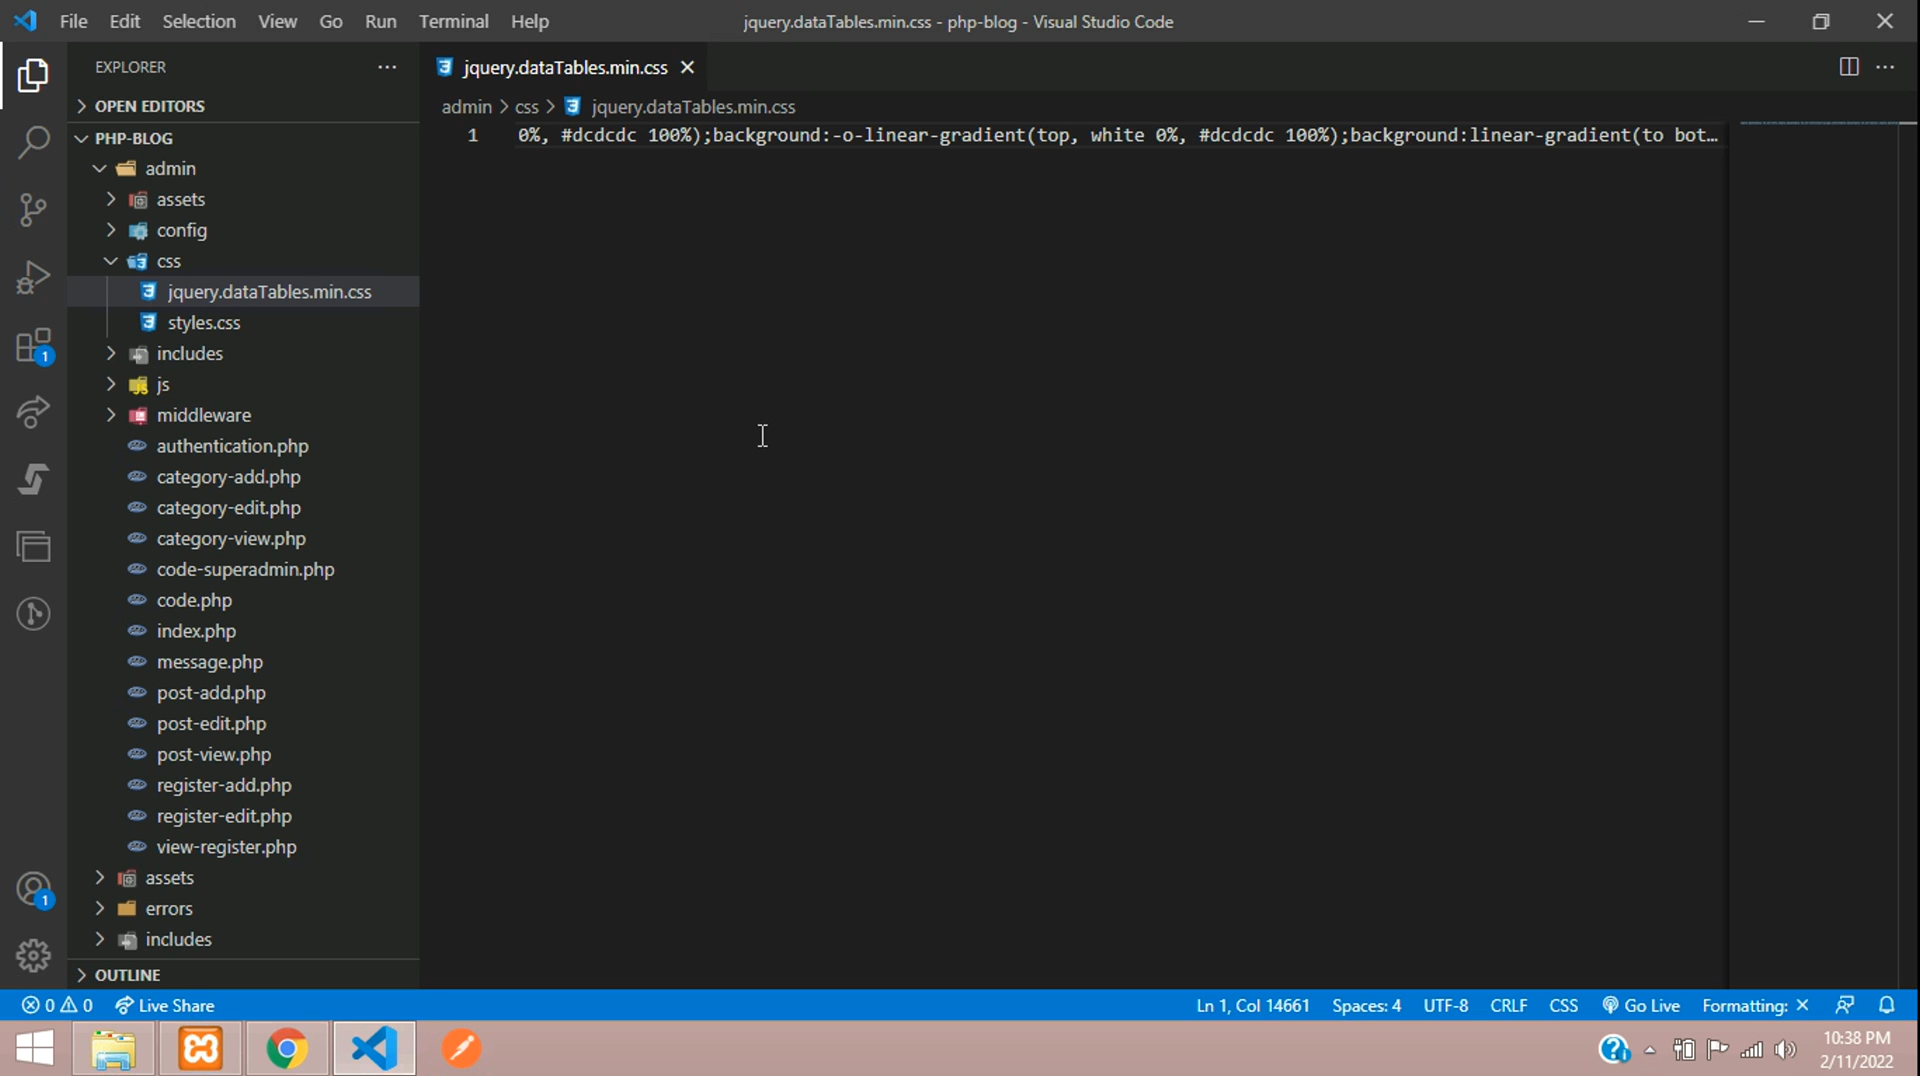 File Edit Selection View Go Run Terminal Help
jquery.dataTables.min.css - php-blog - Visual Studio Code
EXPLORER
OPEN EDITORS
PHP-BLOG
admin
assets
config
css
jquery.dataTables.min.css
styles.css
includes
js
middleware
authentication.php
category-add.php
category-edit.php
category-view.php
code-superadmin.php
code.php
index.php
message.php
post-add.php
post-edit.php
post-view.php
register-add.php
register-edit.php
view-register.php
assets
errors
includes
OUTLINE
1
1
jquery.dataTables.min.css
admin > css > jquery.dataTables.min.css
1 0%, #dcdcdc 100%);background:-o-linear-gradient(top, white 0%, #dcdcdc 100%);background:linear-gradient(to bot…
0 0 Live Share
Ln 1, Col 14661 Spaces: 4 UTF-8 CRLF CSS Go Live Formatting: ×
10:38 PM
2/11/2022